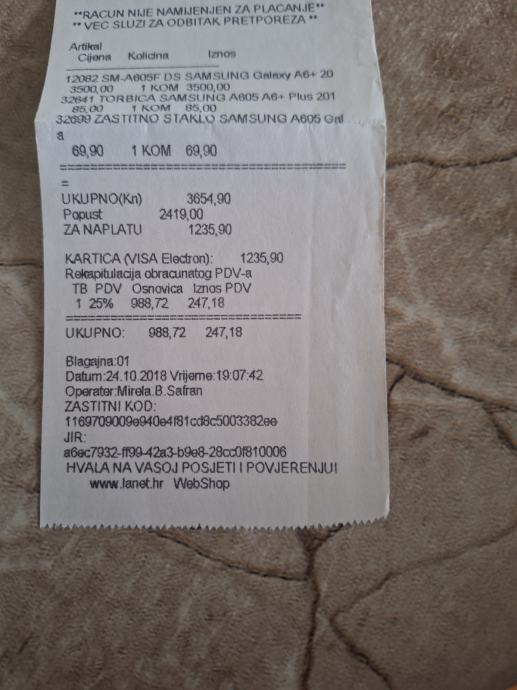 **RACUN NIJE NAMIJENJEN ZA PLACANJE**
** VEC SLUZI ZA ODBITAK PRETPOREZA **
Artikal
Cijena Kolicina Iznos
12082 SM-A605F DS SAMSUNG Galaxy A6+ 20
3500,00 1 KOM 3500,00
32641 TORBICA SAMSUNG A605 A6+ Plus 201
85,00 1 KOM 85,00
32699 ZASTITNO STAKLO SAMSUNG A605 Gal
a
69,90 1 KOM 69,90
=
UKUPNO(Kn) 3654,90
Popust 2419,00
ZA NAPLATU 1235,90
KARTICA (VISA Electron): 1235,90
Rekapitulacija obracunatog PDV-a
TB PDV Osnovica Iznos PDV
1 25% 988,72 247,18
UKUPNO: 988,72 247,18
Blagajna:01
Datum:24.10.2018 Vrijeme:19:07:42
Operater:Mirela.B.Safran
ZASTITNI KOD:
1169709009e940e4f81cd8c5003382ee
JIR:
a6ec7932-ff99-42a3-b9e8-28cc0f810006
HVALA NA VASOJ POSJETI I POVJERENJU!
www.lanet.hr WebShop